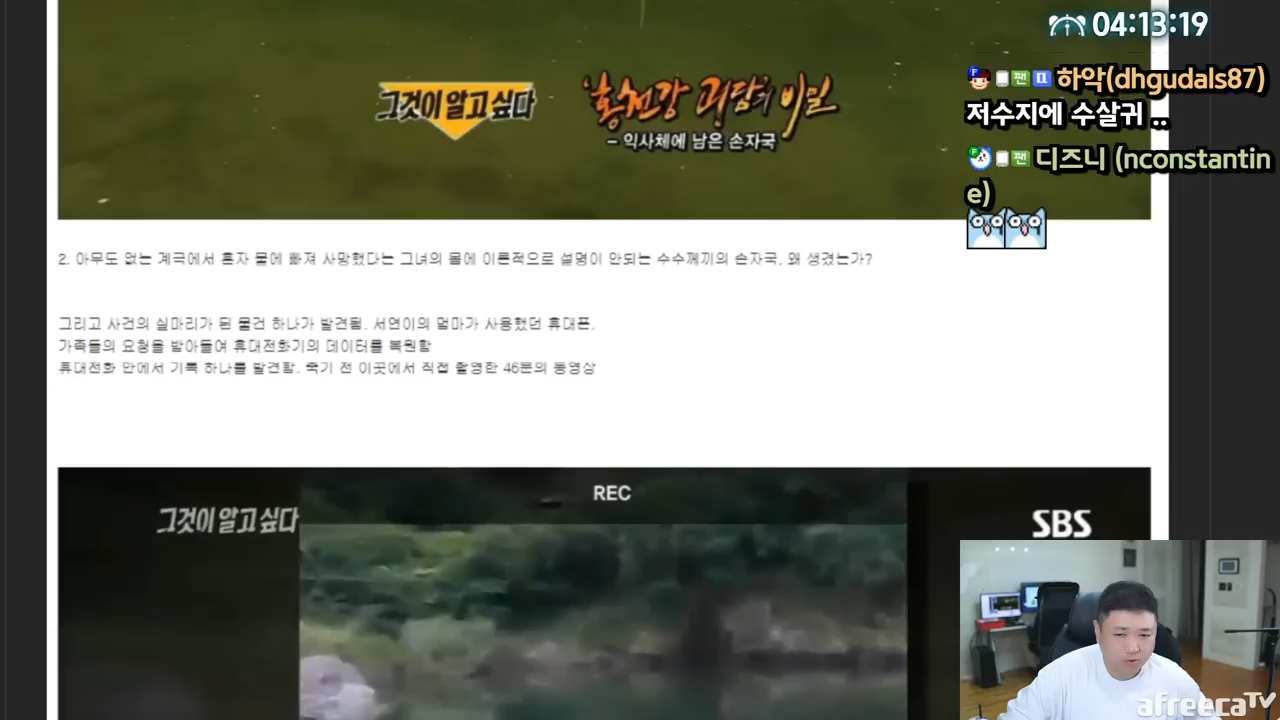 04:13:19
그것이 알고싶다
'홍천강 괴담'의 비밀
- 익사체에 남은 손자국
하악(dhgudals87)
저수지에 수살귀 ..
디즈니 (nconstantin
e)
2. 아무도 없는 계곡에서 혼자 물에 빠져 사망했다는 그녀의 몸에 이론적으로 설명이 안되는 수수께끼의 손자국, 왜 생겼는가?
그리고 사건의 실마리가 된 물건 하나가 발견됨. 서연이의 엄마가 사용했던 휴대폰.
가족들의 요청을 받아들여 휴대전화기의 데이터를 복원함
휴대전화 안에서 기록 하나를 발견함. 죽기 전 이곳에서 직접 촬영한 46분의 동영상
REC
그것이 알고싶다
SBS
afreecaTV